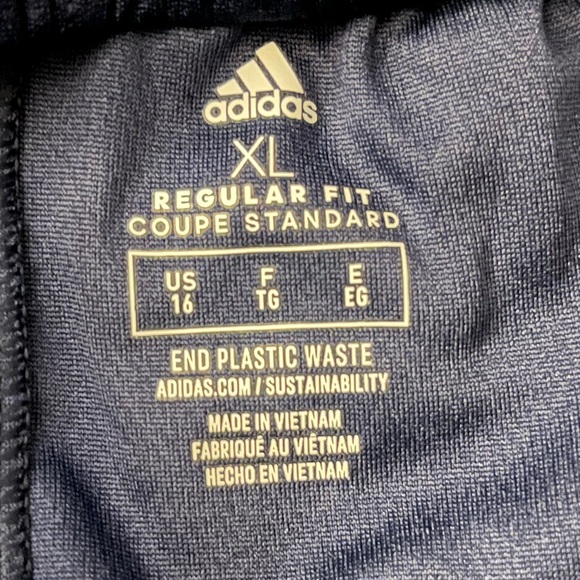 adidas
XL
REGULAR FIT
COUPE STANDARD
US F E
16 TG EG
END PLASTIC WASTE
ADIDAS.COM / SUSTAINABILITY
MADE IN VIETNAM
FABRIQUÉ AU VIÊTNAM
HECHO EN VIETNAM